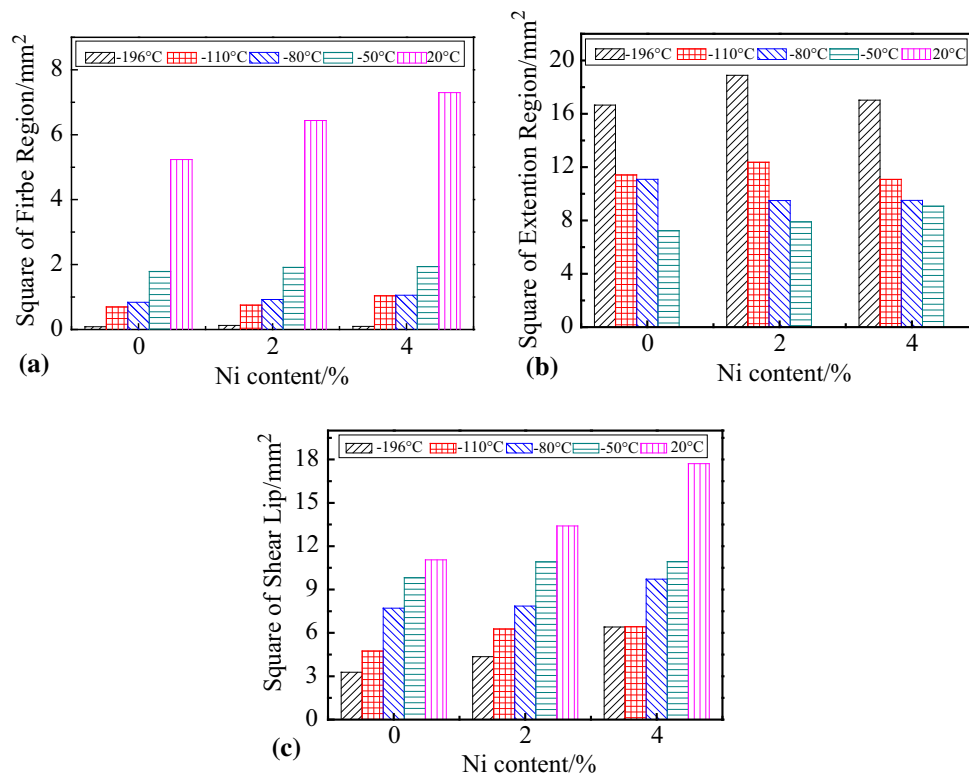 -196°C -110°C -80°C -50°C 20°C
Square of Firbe Region/mm²
8
6
4
2
0
0 2 4
Ni content/%
(a)
-196°C -110°C -80°C -50°C 20°C
Square of Extention Region/mm²
20
16
12
8
4
0
0 2 4
Ni content/%
(b)
-196°C -110°C -80°C -50°C 20°C
Square of Shear Lip/mm²
18
15
12
9
6
3
0
0 2 4
Ni content/%
(c)